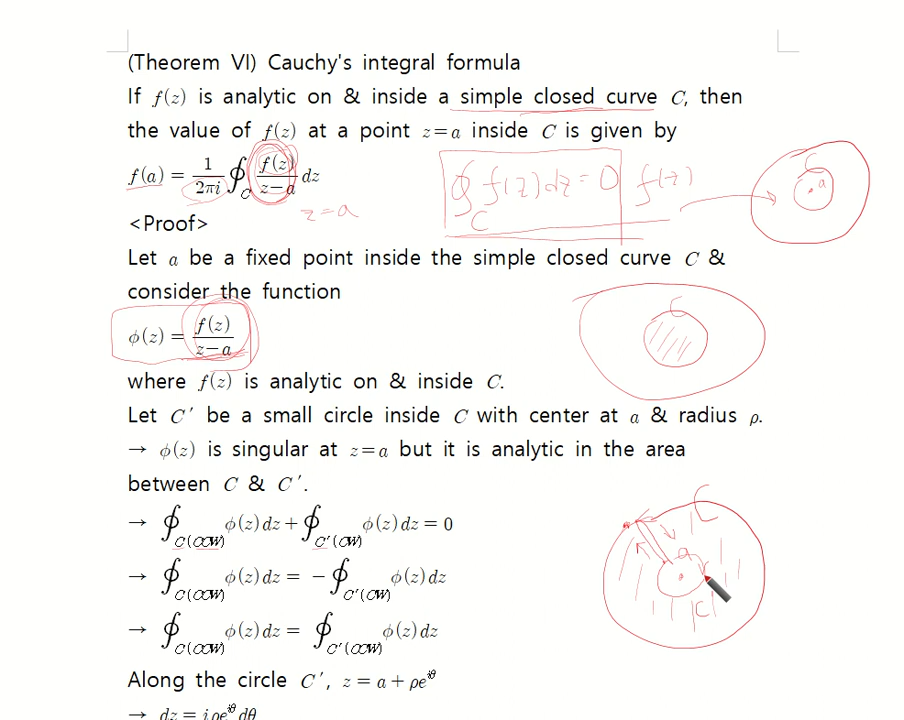 (Theorem VI) Cauchy's integral formula
If f(z) is analytic on & inside a simple closed curve C, then
the value of f(z) at a point z=a inside C is given by
f(a) = 1/2πi ∮_C f(z)/z−a dz
z=a
∮_C f(z)dz=0 f(z)
C
a
<Proof>
Let a be a fixed point inside the simple closed curve C &
consider the function
ϕ(z) = f(z)/z−a
C
where f(z) is analytic on & inside C.
Let C′ be a small circle inside C with center at a & radius ρ.
→ ϕ(z) is singular at z=a but it is analytic in the area
between C & C′.
→ ∮_C(CCW) ϕ(z)dz + ∮_C′(CW) ϕ(z)dz = 0
→ ∮_C(CCW) ϕ(z)dz = − ∮_C′(CW) ϕ(z)dz
→ ∮_C(CCW) ϕ(z)dz = ∮_C′(CCW) ϕ(z)dz
C
a
C'
Along the circle C′, z = a + ρe^iθ
→ dz = iρe^iθ dθ